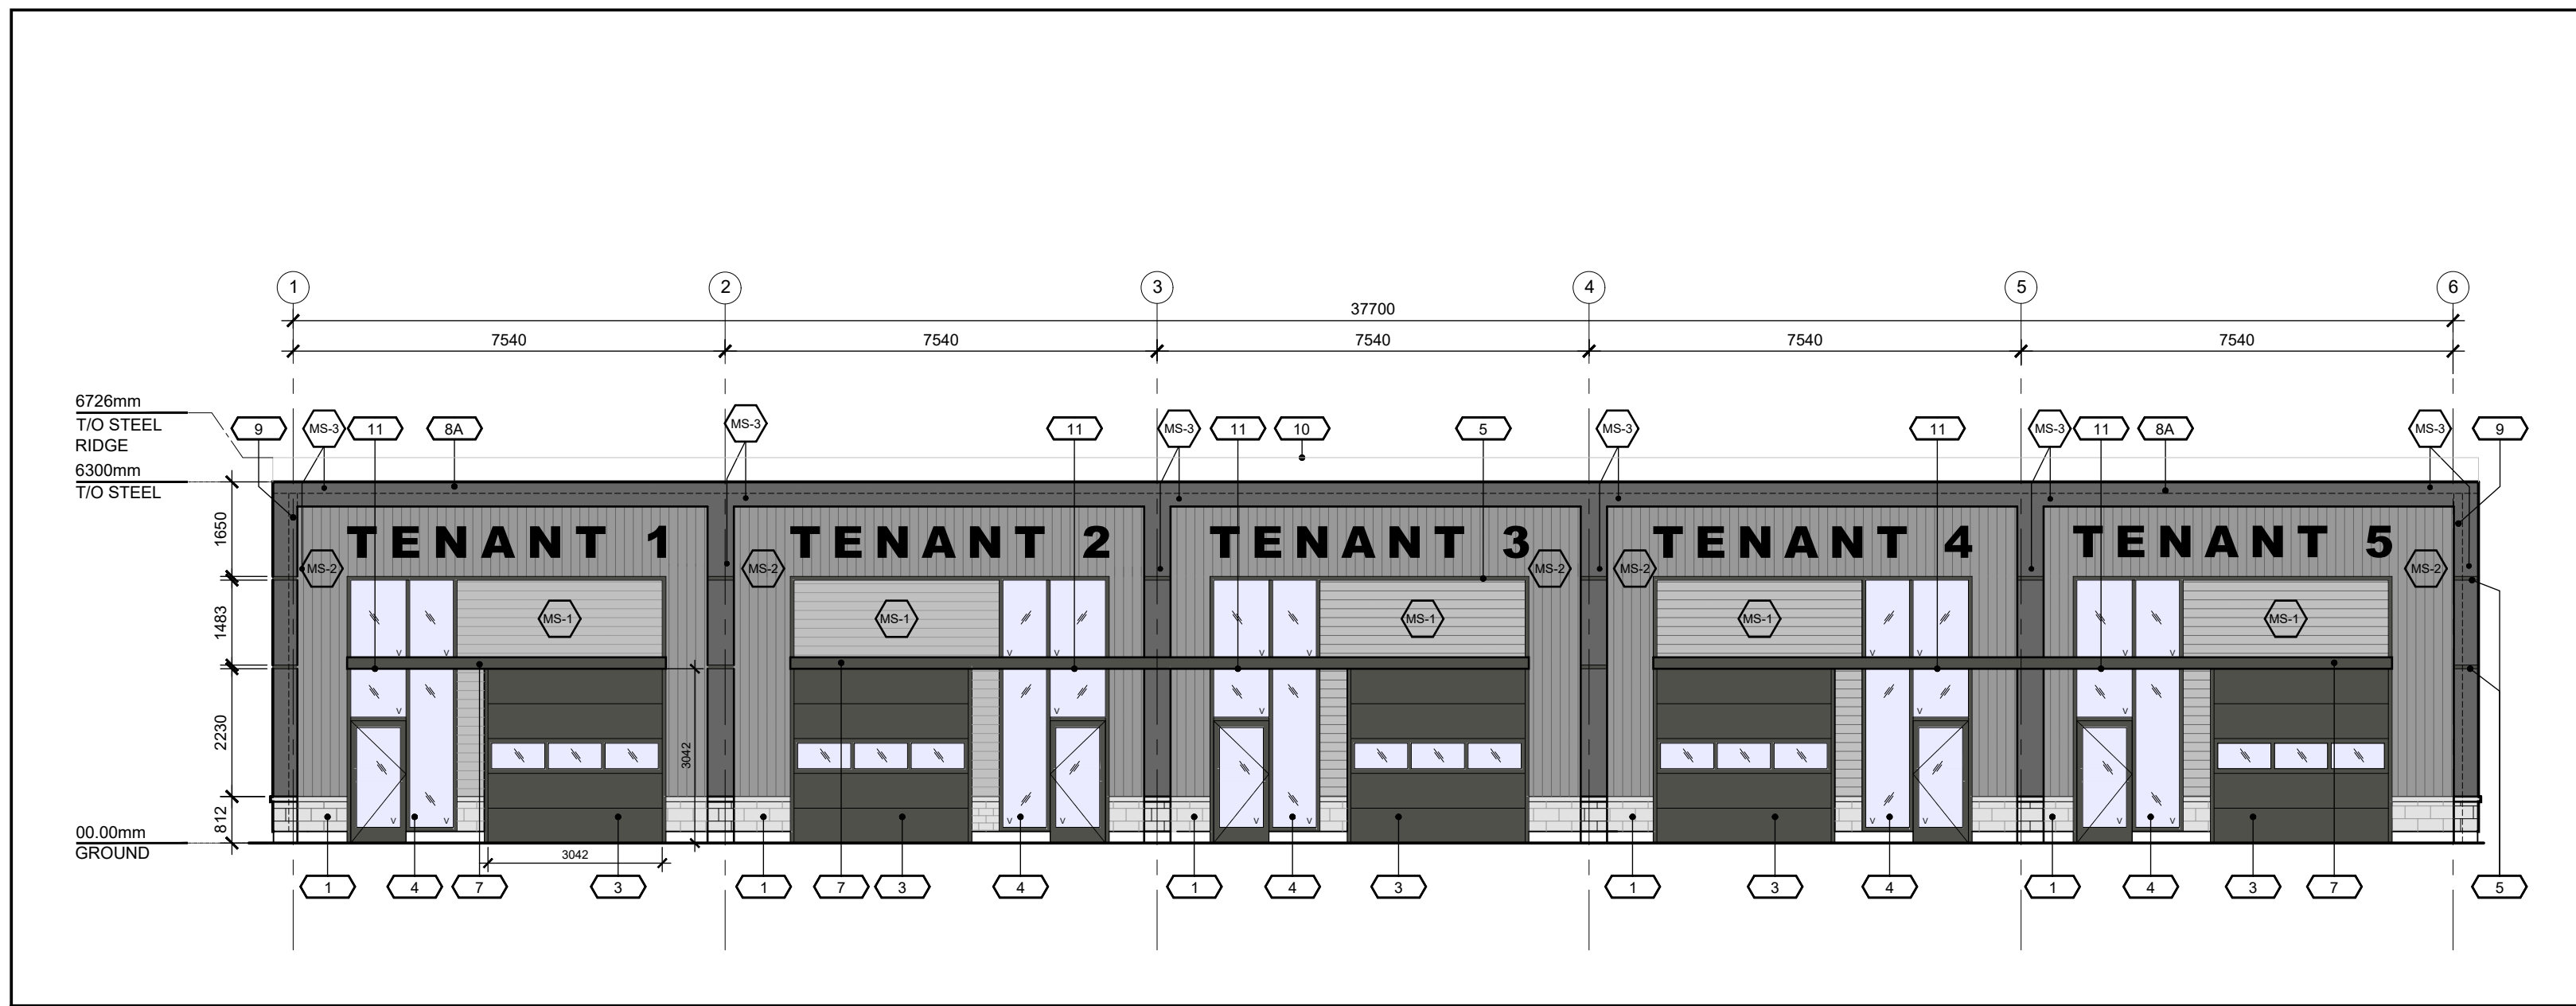 1 2 3 4 5 6
37700
7540 7540 7540 7540 7540
6726mm
T/O STEEL
RIDGE
6300mm
T/O STEEL
9 MS-3 11 8A MS-3 11 MS-3 11 10 5 MS-3 11 MS-3 11 8A MS-3 9
1650
TENANT 1 TENANT 2 TENANT 3 TENANT 4 TENANT 5
MS-2 MS-2 MS-2 MS-2 MS-2
1483
MS-1 MS-1 MS-1 MS-1 MS-1
V V V V V V V V V V
2230
V V V V V
3042
812
V V V V V V V V V V
00.00mm
GROUND
3042
1 4 7 3 1 7 3 4 1 4 3 1 3 4 1 4 3 7 5